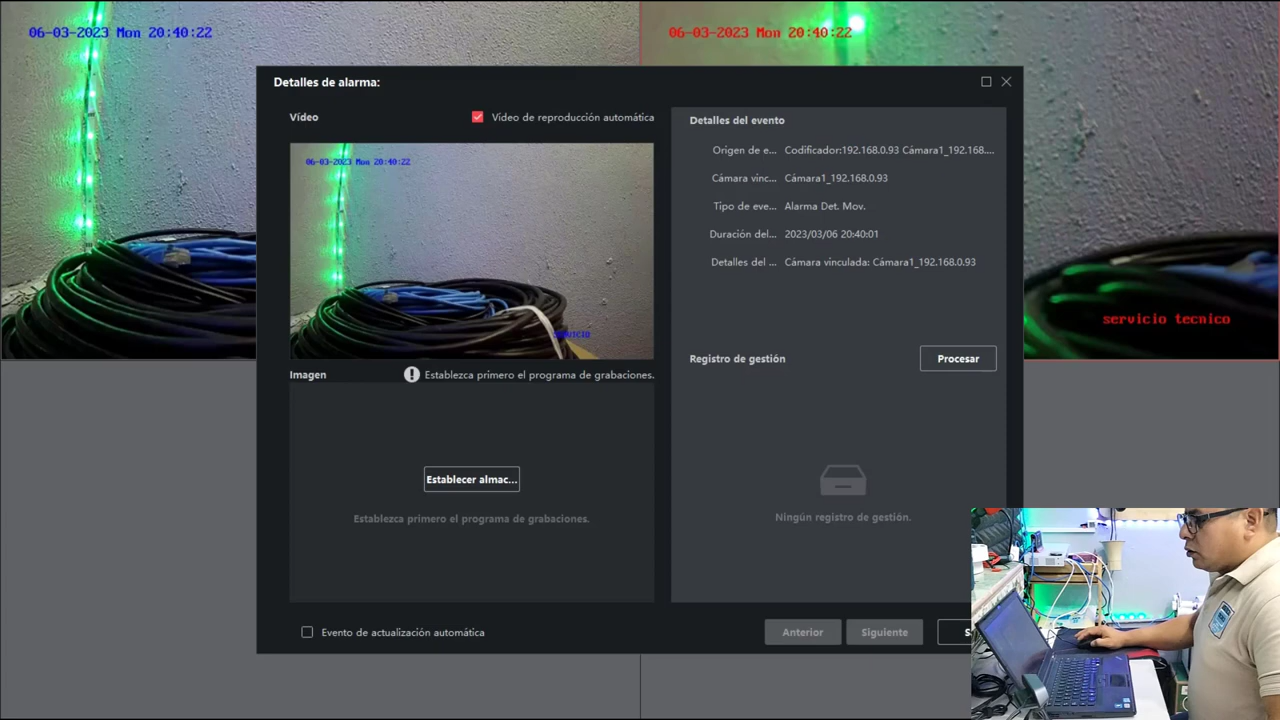 06-03-2023 Mon 20:40:22
06-03-2023 Mon 20:40:22
Detalles de alarma:
Vídeo
Vídeo de reproducción automática
06-03-2023 Mon 20:40:22
SERVICIO
Imagen
Establezca primero el programa de grabaciones.
Establecer almac...
Establezca primero el programa de grabaciones.
Evento de actualización automática
Detalles del evento
Origen de e... Codificador:192.168.0.93 Cámara1_192.168....
Cámara vinc... Cámara1_192.168.0.93
Tipo de eve... Alarma Det. Mov.
Duración del... 2023/03/06 20:40:01
Detalles del ... Cámara vinculada: Cámara1_192.168.0.93
Registro de gestión
Procesar
Ningún registro de gestión.
Anterior
Siguiente
servicio tecnico